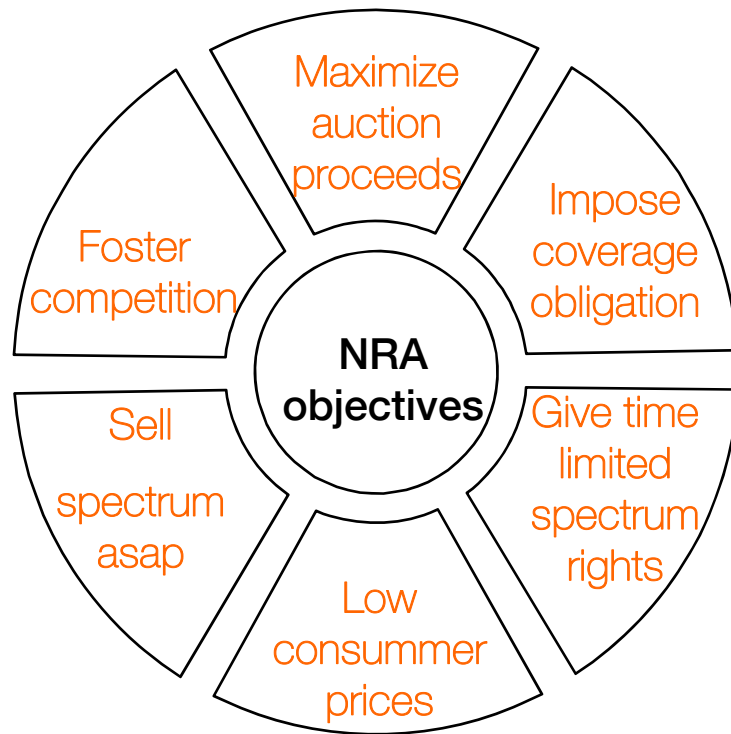 Maximize
auction
proceeds
Impose
coverage
obligation
Foster
competition
NRA
objectives
Give time
limited
spectrum
rights
Sell
spectrum
asap
Low
consummer
prices